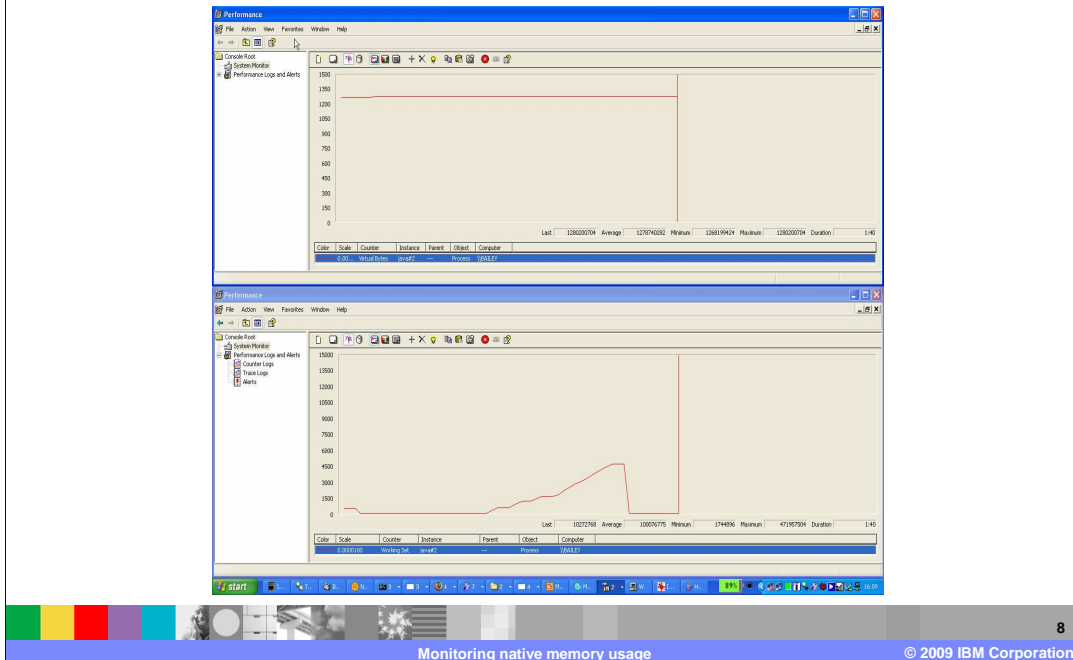 Performance
File Action View Favorites Window Help
Console Root
System Monitor
Performance Logs and Alerts
1500
1350
1200
1050
900
750
600
450
300
150
0
Last 1280200704 Average 1278740282 Minimum 1268199424 Maximum 1280200704 Duration 1:40
Color Scale Counter Instance Parent Object Computer
0.00... Virtual Bytes java#2 --- Process \\BAILEY
Performance
File Action View Favorites Window Help
Console Root
System Monitor
Performance Logs and Alerts
Counter Logs
Trace Logs
Alerts
15000
13500
12000
10500
9000
7500
6000
4500
3000
1500
0
Last 10272768 Average 100076775 Minimum 1744896 Maximum 471957504 Duration 1:40
Color Scale Counter Instance Parent Object Computer
0.0000100 Working Set java#2 --- Process \\BAILEY
start 89% 16:09
8
Monitoring native memory usage
© 2009 IBM Corporation